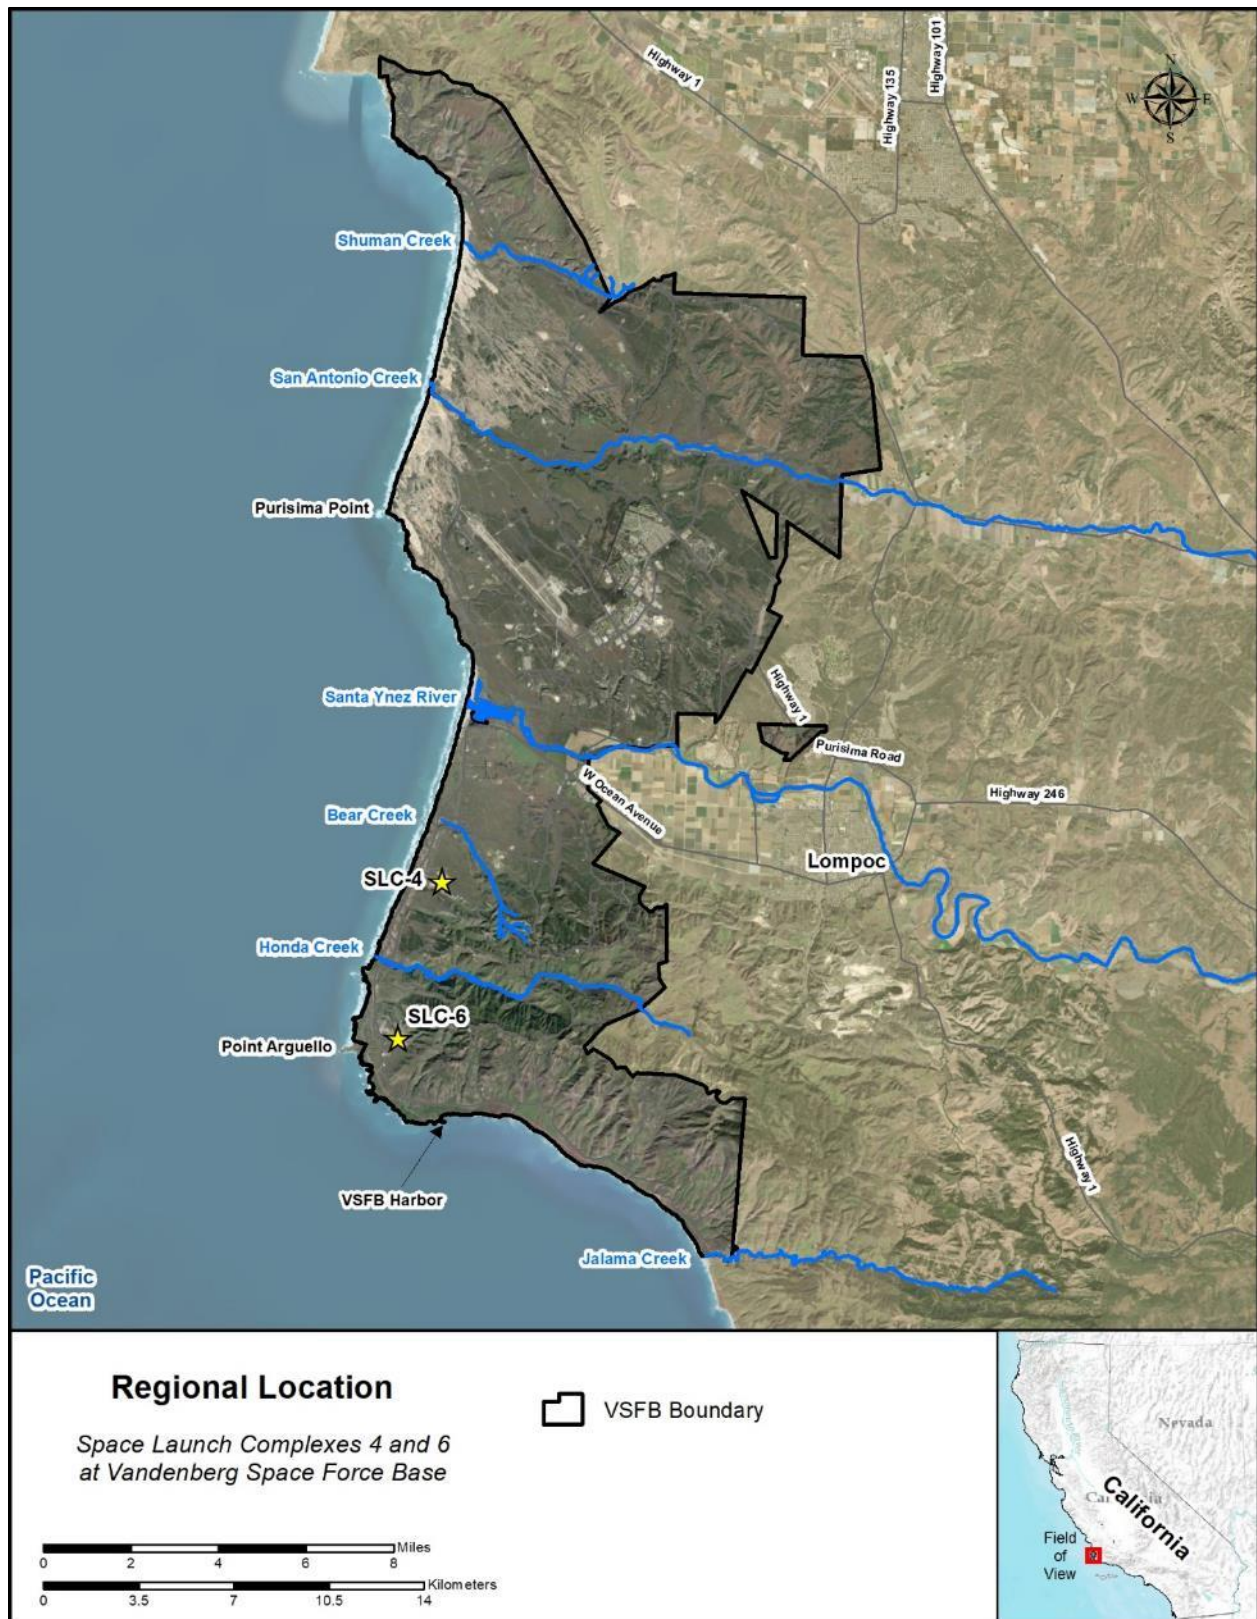 Highway 1
Highway 135
Highway 101
N
W
E
S
Shuman Creek
San Antonio Creek
Purisima Point
Santa Ynez River
Highway 1
Purisima Road
W Ocean Avenue
Highway 246
Bear Creek
SLC-4
Lompoc
Honda Creek
SLC-6
Point Arguello
Highway 1
VSFB Harbor
Jalama Creek
Pacific
Ocean
Regional Location
Space Launch Complexes 4 and 6
at Vandenberg Space Force Base
VSFB Boundary
Miles
0 2 4 6 8
Kilometers
0 3.5 7 10.5 14
Nevada
California
Field
of
View